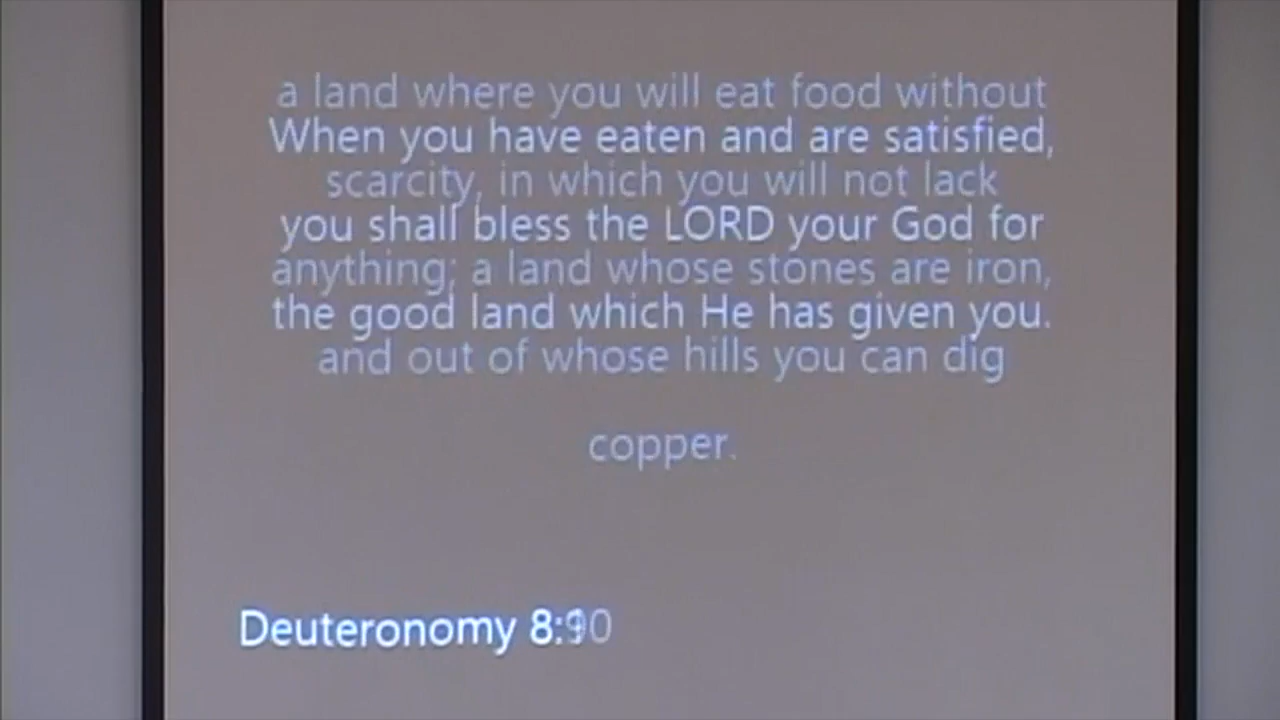 a land where you will eat food without
When you have eaten and are satisfied,
scarcity, in which you will not lack
you shall bless the LORD your God for
anything; a land whose stones are iron,
the good land which He has given you.
and out of whose hills you can dig
copper.
Deuteronomy 8: